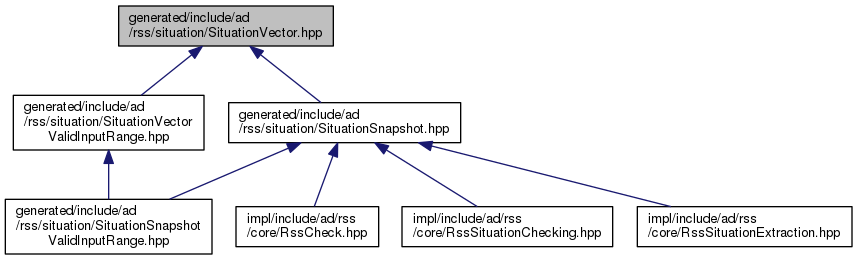 generated/include/ad
/rss/situation/SituationVector.hpp
generated/include/ad
/rss/situation/SituationVector
ValidInputRange.hpp
generated/include/ad
/rss/situation/SituationSnapshot.hpp
generated/include/ad
/rss/situation/SituationSnapshot
ValidInputRange.hpp
impl/include/ad/rss
/core/RssCheck.hpp
impl/include/ad/rss
/core/RssSituationChecking.hpp
impl/include/ad/rss
/core/RssSituationExtraction.hpp